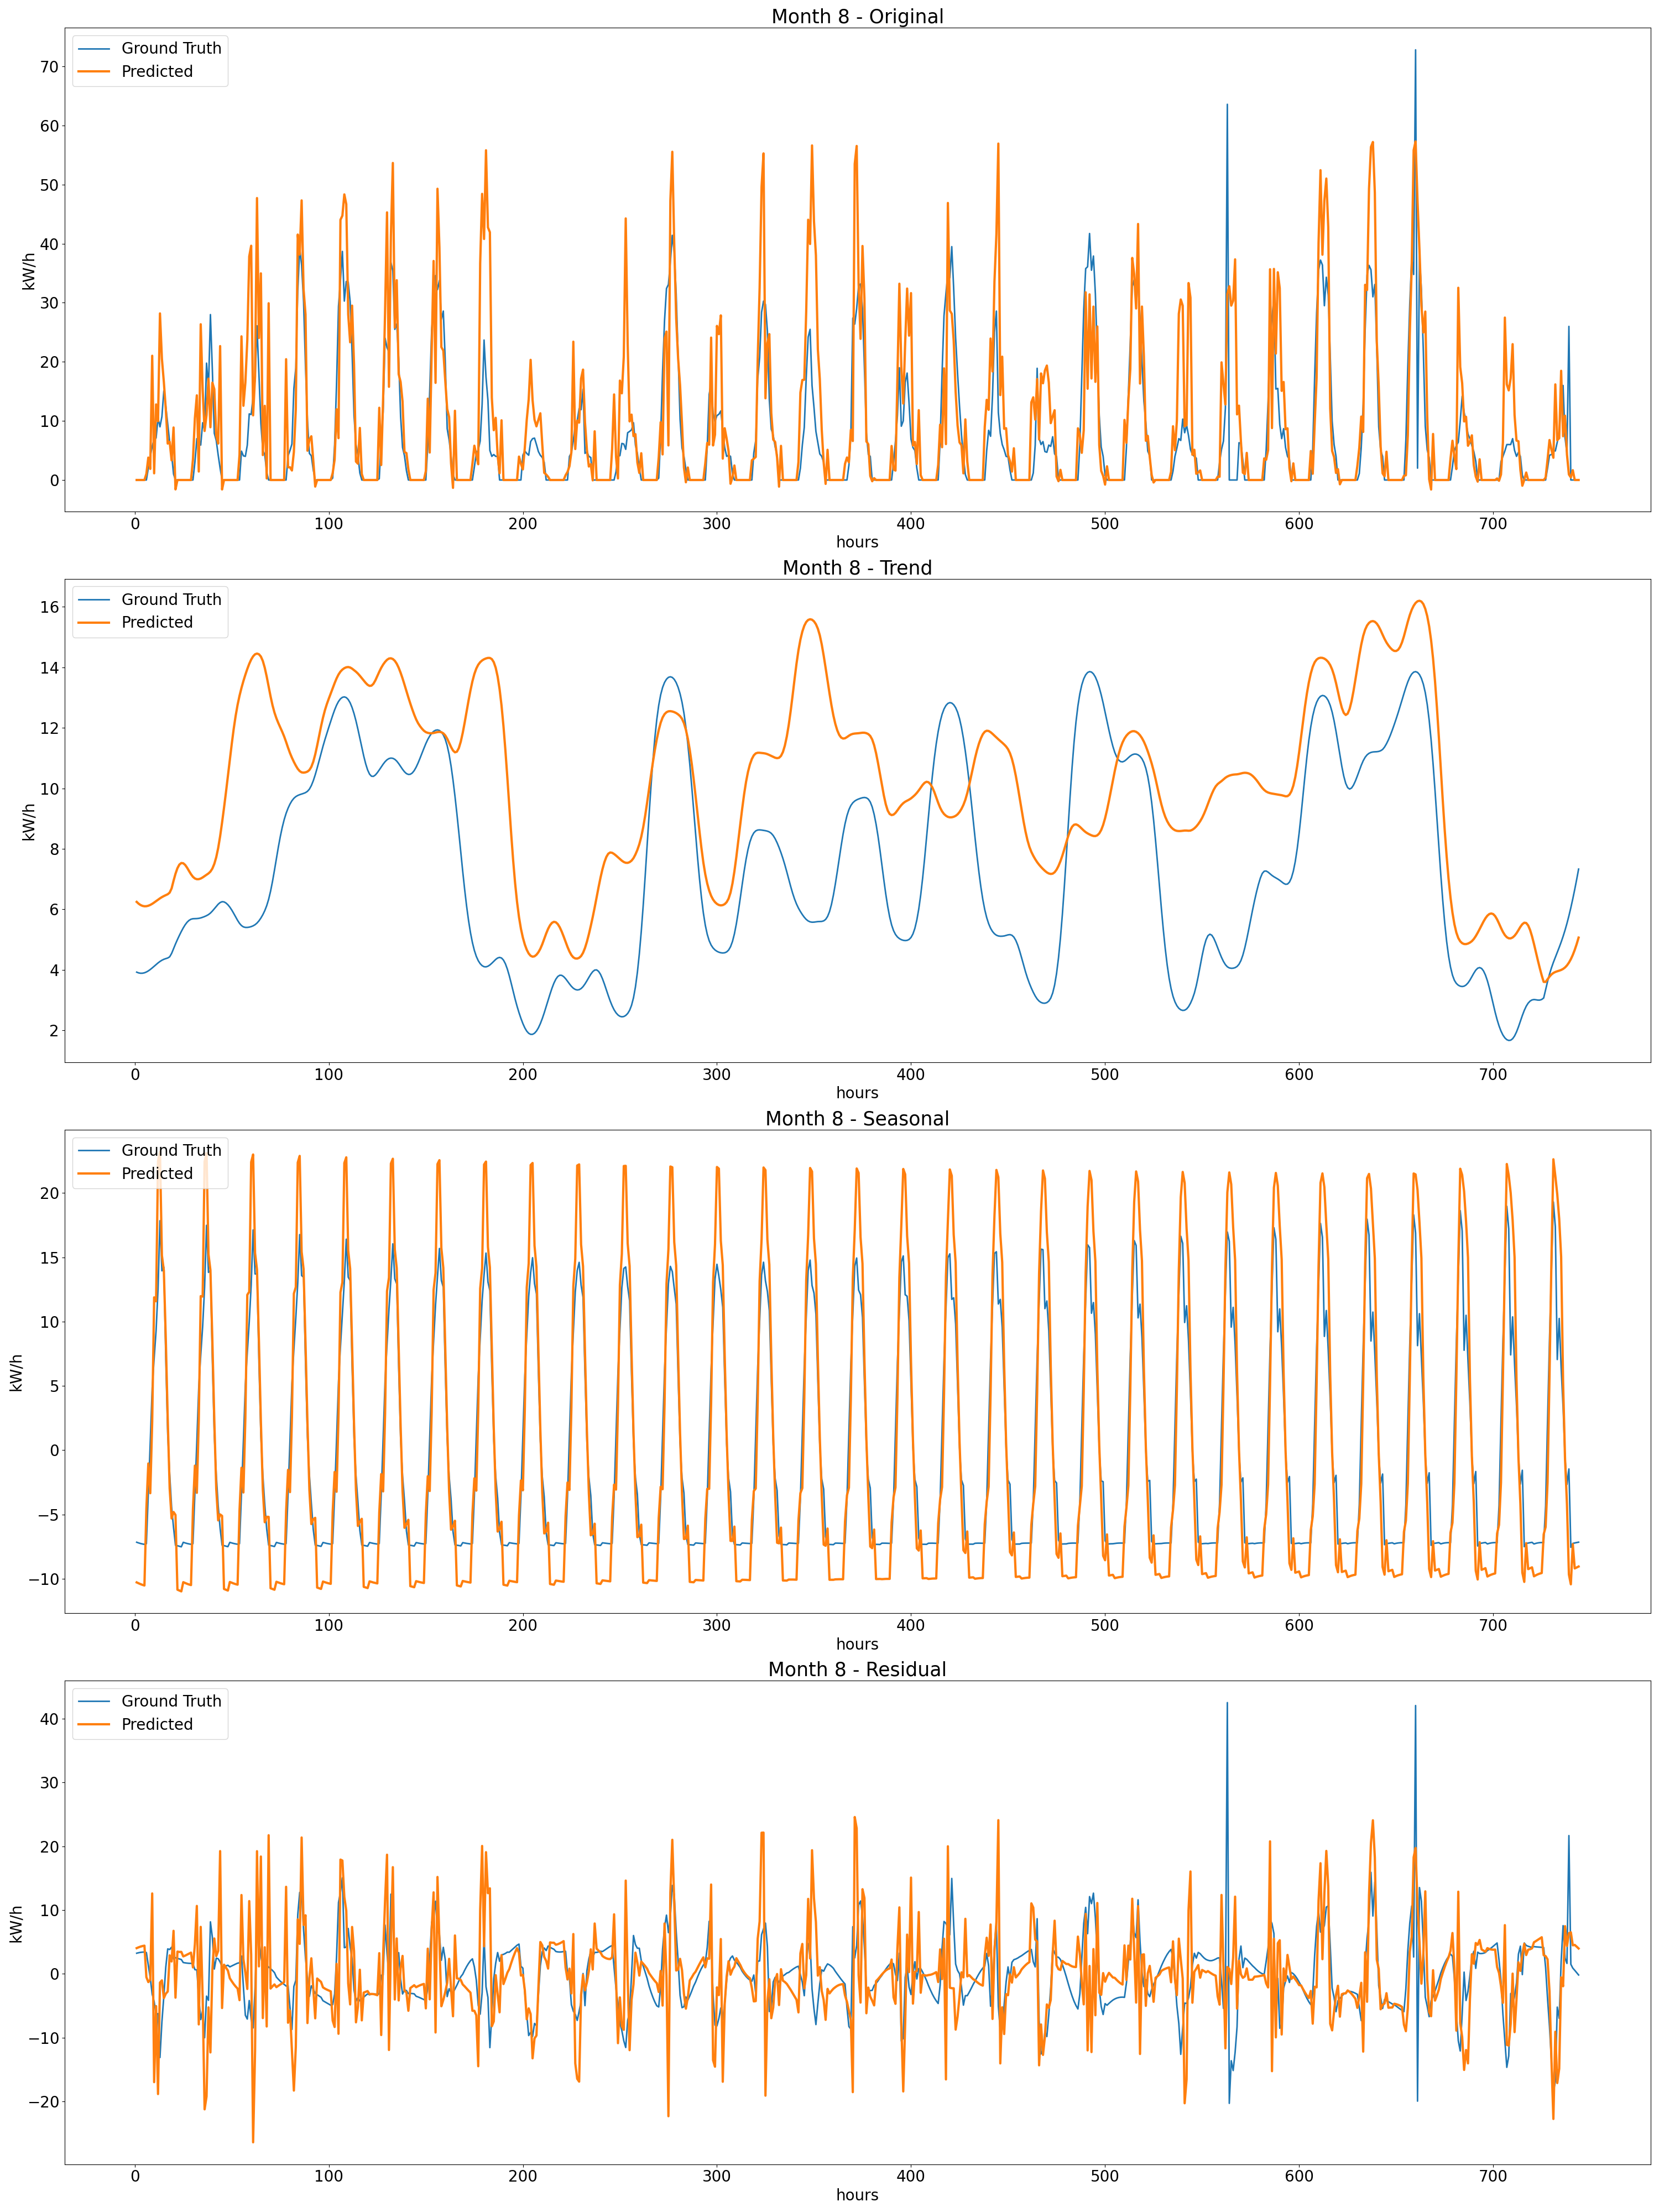 Month 8 - Original
Ground Truth
Predicted
70
60
50
40
30
20
10
0
kW/h
0 100 200 300 400 500 600 700
hours
Month 8 - Trend
Ground Truth
Predicted
16
14
12
10
8
6
4
2
kW/h
0 100 200 300 400 500 600 700
hours
Month 8 - Seasonal
Ground Truth
Predicted
20
15
10
5
0
−5
−10
kW/h
0 100 200 300 400 500 600 700
hours
Month 8 - Residual
Ground Truth
Predicted
40
30
20
10
0
−10
−20
kW/h
0 100 200 300 400 500 600 700
hours